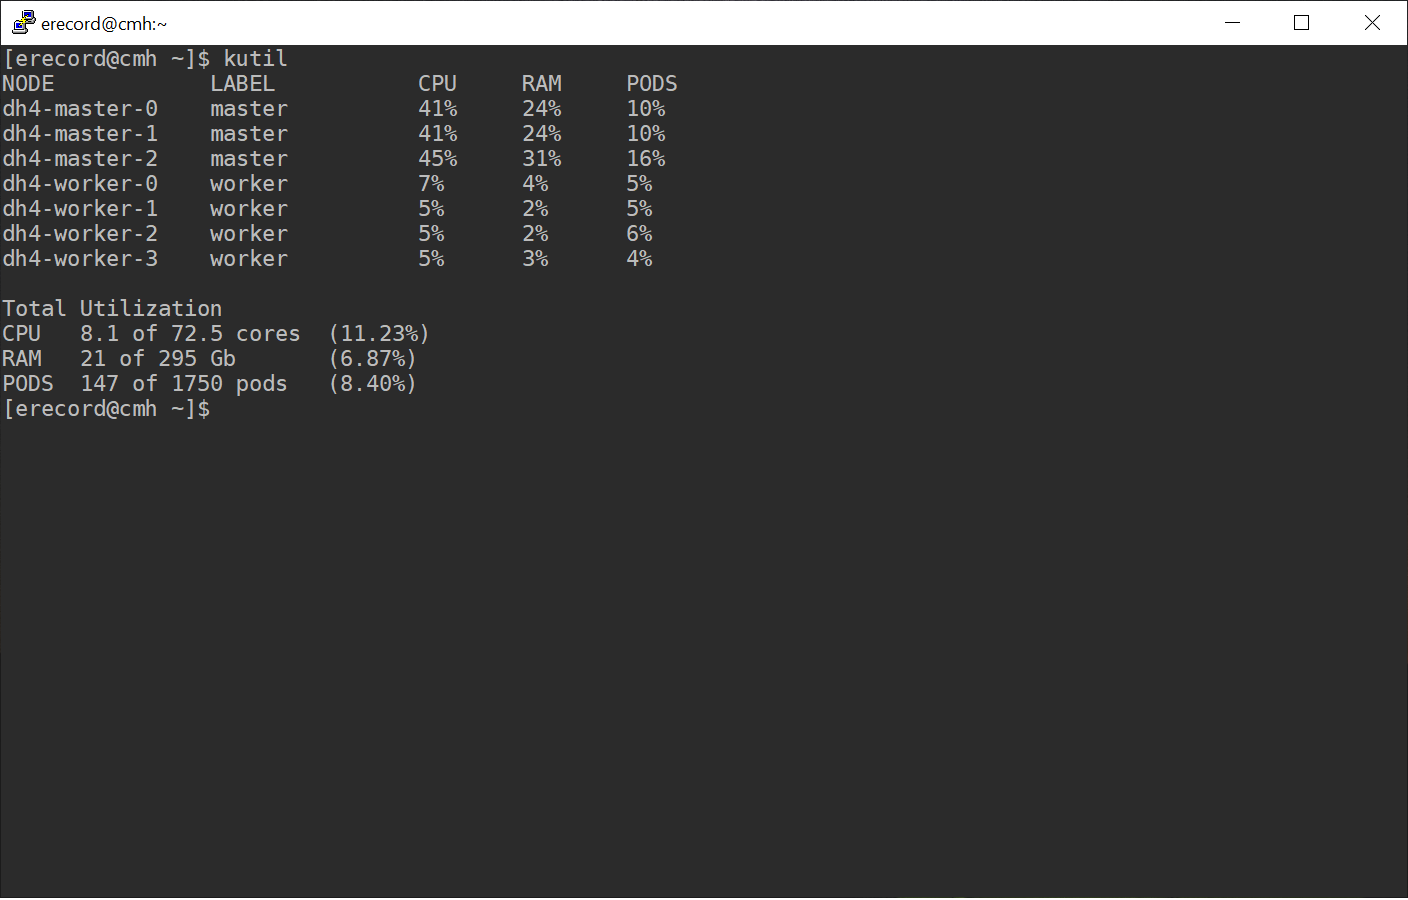 erecord@cmh:~
[erecord@cmh ~]$ kutil
NODE            LABEL           CPU     RAM     PODS
dh4-master-0    master          41%     24%     10%
dh4-master-1    master          41%     24%     10%
dh4-master-2    master          45%     31%     16%
dh4-worker-0    worker          7%      4%      5%
dh4-worker-1    worker          5%      2%      5%
dh4-worker-2    worker          5%      2%      6%
dh4-worker-3    worker          5%      3%      4%

Total Utilization
CPU   8.1 of 72.5 cores  (11.23%)
RAM   21 of 295 Gb       (6.87%)
PODS  147 of 1750 pods   (8.40%)
[erecord@cmh ~]$